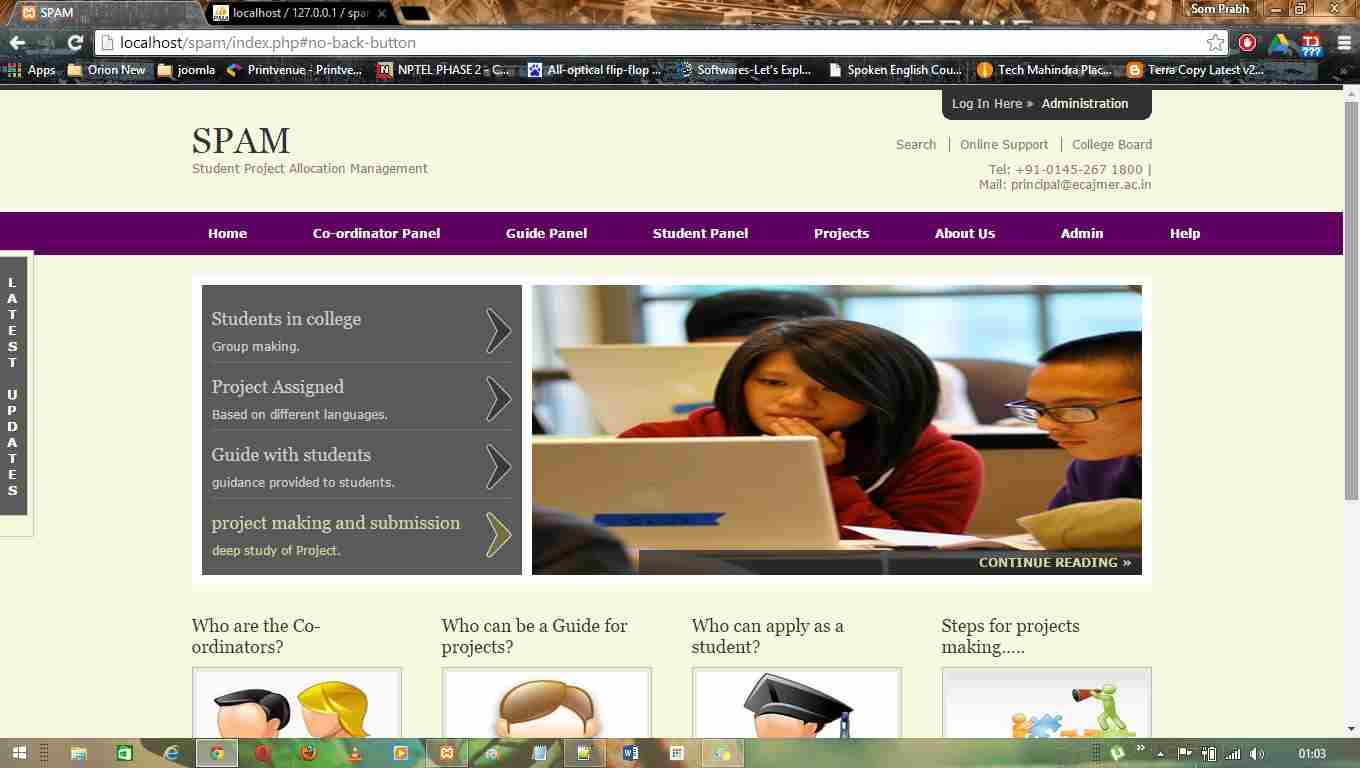 SPAM
localhost / 127.0.0.1 / spar
WOLVERINE
Som Prabh
localhost/spam/index.php#no-back-button
Apps
Orion New
joomla
Printvenue - Printve...
NPTEL PHASE 2 - C...
All-optical flip-flop ...
Softwares-Let's Expl...
Spoken English Cou...
Tech Mahindra Plac...
Terra Copy Latest v2...
»
Log In Here » Administration
SPAM
Student Project Allocation Management
Search | Online Support | College Board
Tel: +91-0145-267 1800 |
Mail: principal@ecajmer.ac.in
Home Co-ordinator Panel Guide Panel Student Panel Projects About Us Admin Help
LATEST UPDATES
Students in college
Group making.
Project Assigned
Based on different languages.
Guide with students
guidance provided to students.
project making and submission
deep study of Project.
CONTINUE READING »
Who are the Co-
ordinators?
Who can be a Guide for
projects?
Who can apply as a
student?
Steps for projects
making.....
01:03